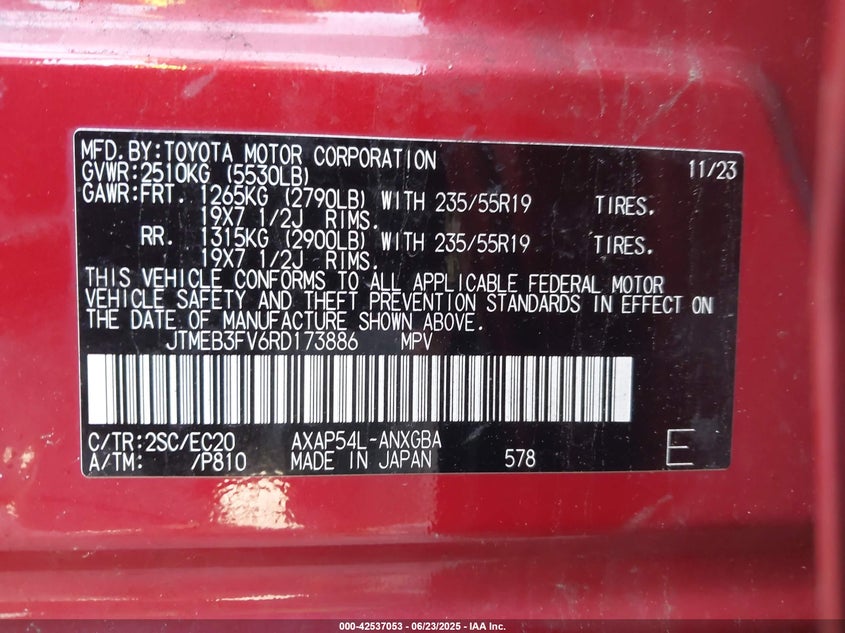 MFD.BY:TOYOTA MOTOR CORPORATION 11/23
GVWR:2510KG (5530LB)
GAWR:FRT. 1265KG (2790LB) WITH 235/55R19 TIRES.
19X7 1/2J RIMS.
RR. 1315KG (2900LB) WITH 235/55R19 TIRES.
19X7 1/2J RIMS.
THIS VEHICLE CONFORMS TO ALL APPLICABLE FEDERAL MOTOR
VEHICLE SAFETY AND THEFT PREVENTION STANDARDS IN EFFECT ON
THE DATE OF MANUFACTURE SHOWN ABOVE.
JTMEB3FV6RD173886 MPV
C/TR:2SC/EC20 AXAP54L-ANXGBA
A/TM: /P810 MADE IN JAPAN 578 E
000-42537053 - 06/23/2025 - IAA Inc.